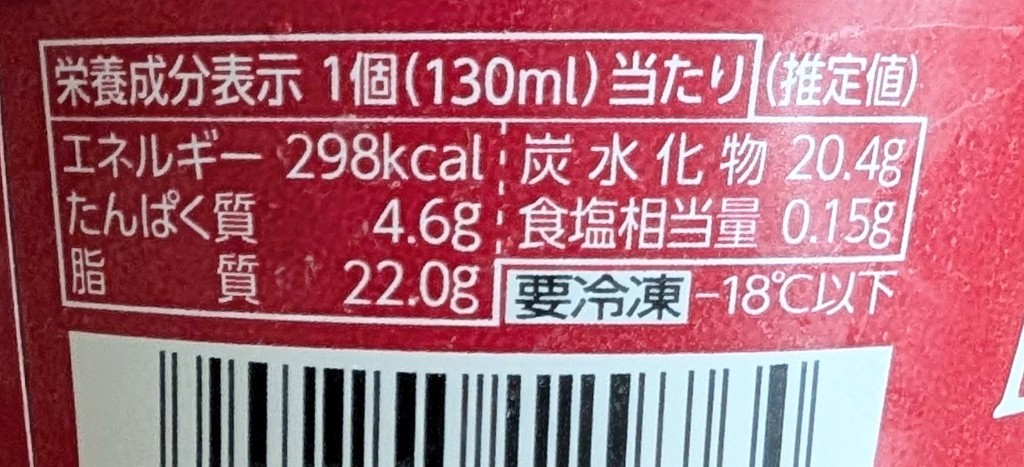 栄養成分表示 1個(130ml)当たり(推定値)
エネルギー 298kcal
たんぱく質 4.6g
脂質 22.0g
炭水化物 20.4g
食塩相当量 0.15g
要冷凍 -18℃以下